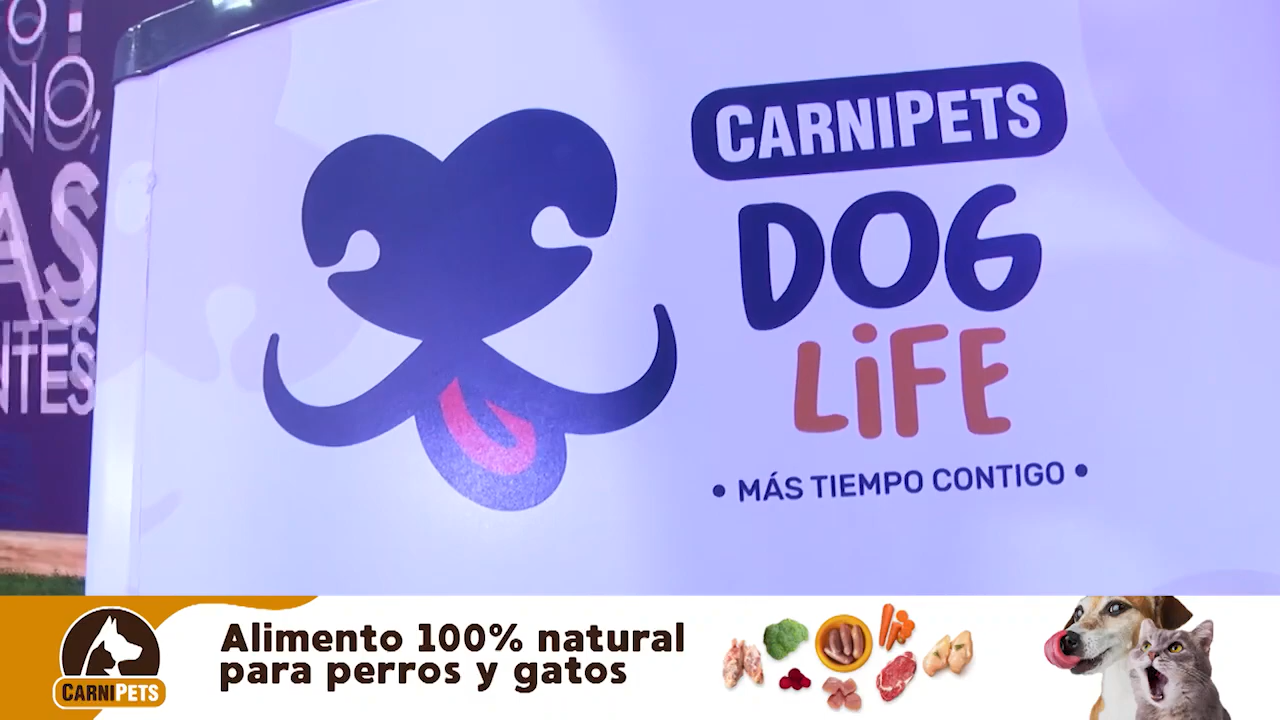 CARNIPETS
DOG
LiFE
• MÁS TIEMPO CONTIGO •
Alimento 100% natural
para perros y gatos
CARNIPETS